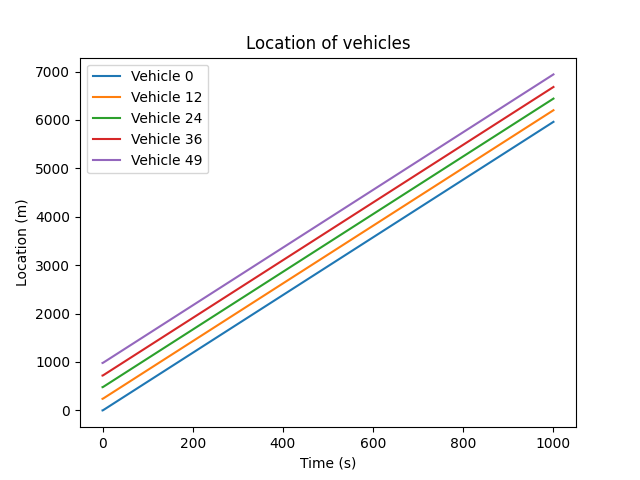 Location of vehicles
Vehicle 0
Vehicle 12
Vehicle 24
Vehicle 36
Vehicle 49
Location (m)
7000
6000
5000
4000
3000
2000
1000
0
0 200 400 600 800 1000
Time (s)